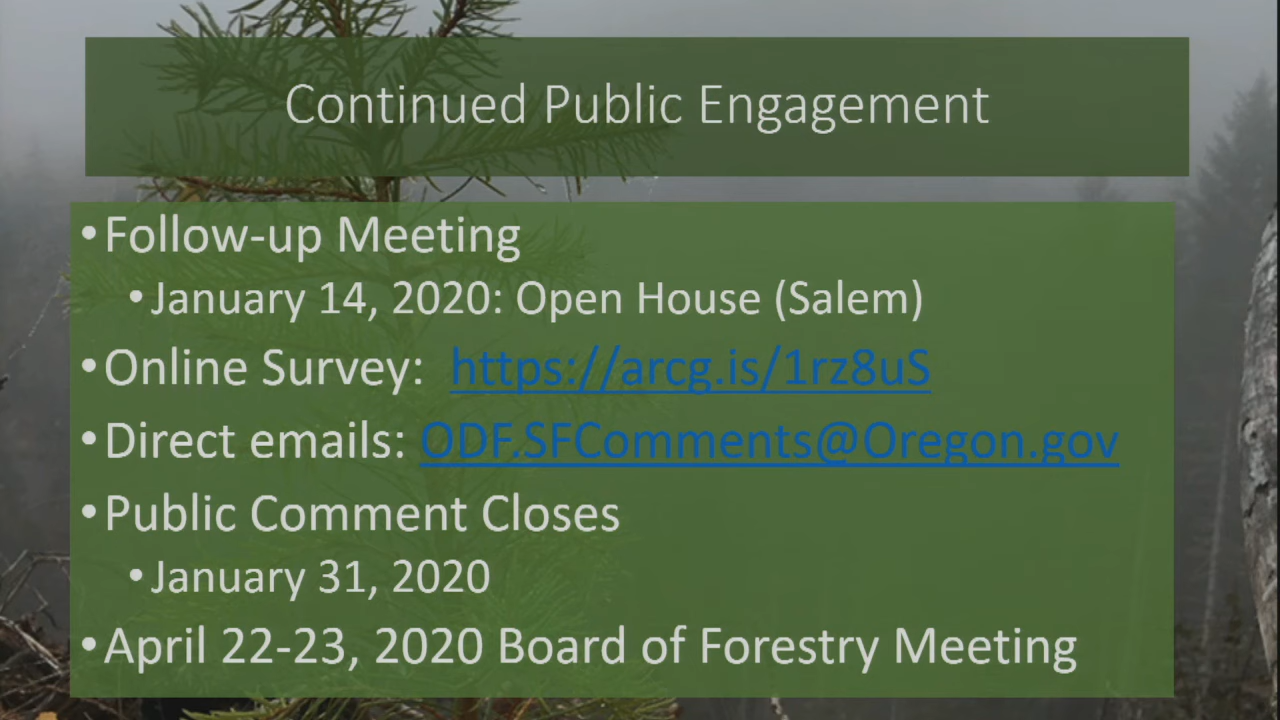 Continued Public Engagement
•Follow-up Meeting
•January 14, 2020: Open House (Salem)
•Online Survey: https://arcg.is/1rz8uS
•Direct emails: ODF.SFComments@Oregon.gov
•Public Comment Closes
•January 31, 2020
•April 22-23, 2020 Board of Forestry Meeting